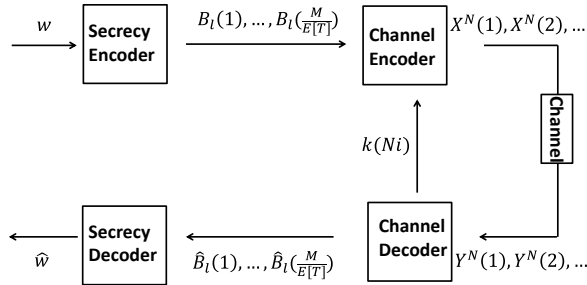 w
Secrecy
Encoder
B_l(1), …, B_l(M/E[T])
Channel
Encoder
X^N(1), X^N(2), …
Channel
k(Ni)
ŵ
Secrecy
Decoder
B̂_l(1), …, B̂_l(M/E[T])
Channel
Decoder
Y^N(1), Y^N(2), …